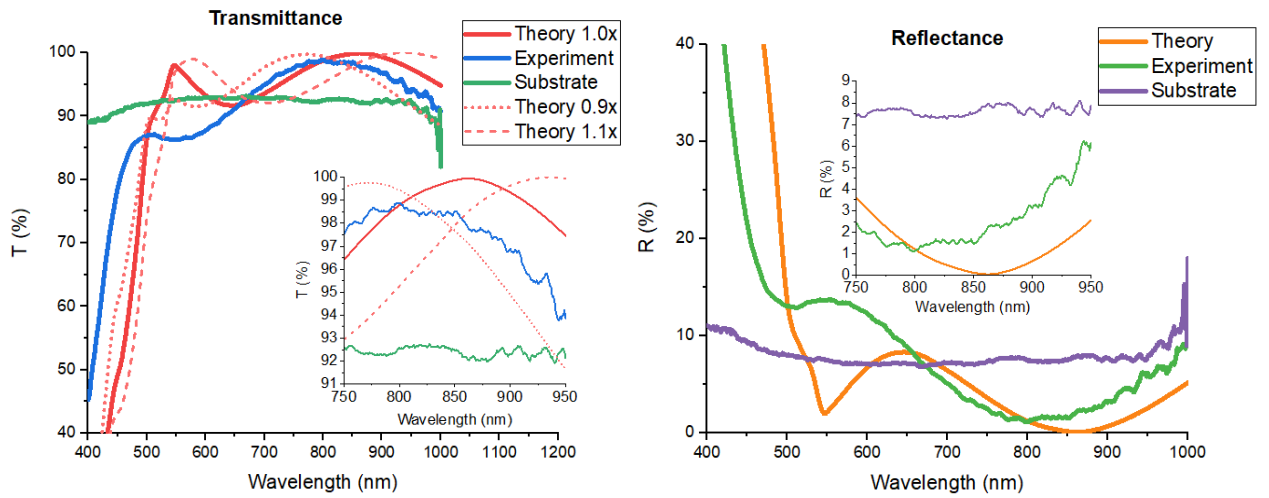 Transmittance
Theory 1.0x
Experiment
Substrate
Theory 0.9x
Theory 1.1x
T (%)
100
90
80
70
60
50
40
400 500 600 700 800 900 1000 1100 1200
Wavelength (nm)
T (%)
100
99
98
97
96
95
94
93
92
91
750 800 850 900 950
Wavelength (nm)
Reflectance
Theory
Experiment
Substrate
R (%)
40
30
20
10
0
400 500 600 700 800 900 1000
Wavelength (nm)
R (%)
9
8
7
6
5
4
3
2
1
0
750 800 850 900 950
Wavelength (nm)